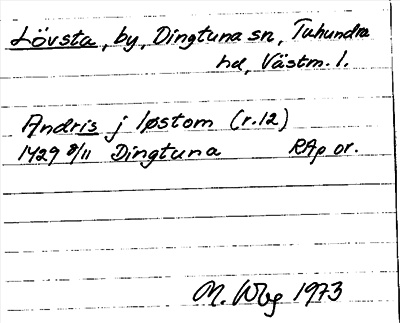 Lövsta, by, Dingtuna sn, Tuhundra
hd, Västm. l.
Andris j løstom (r.12)
1429 8/11 Dingtuna RAp or.
M. Wbg 1973